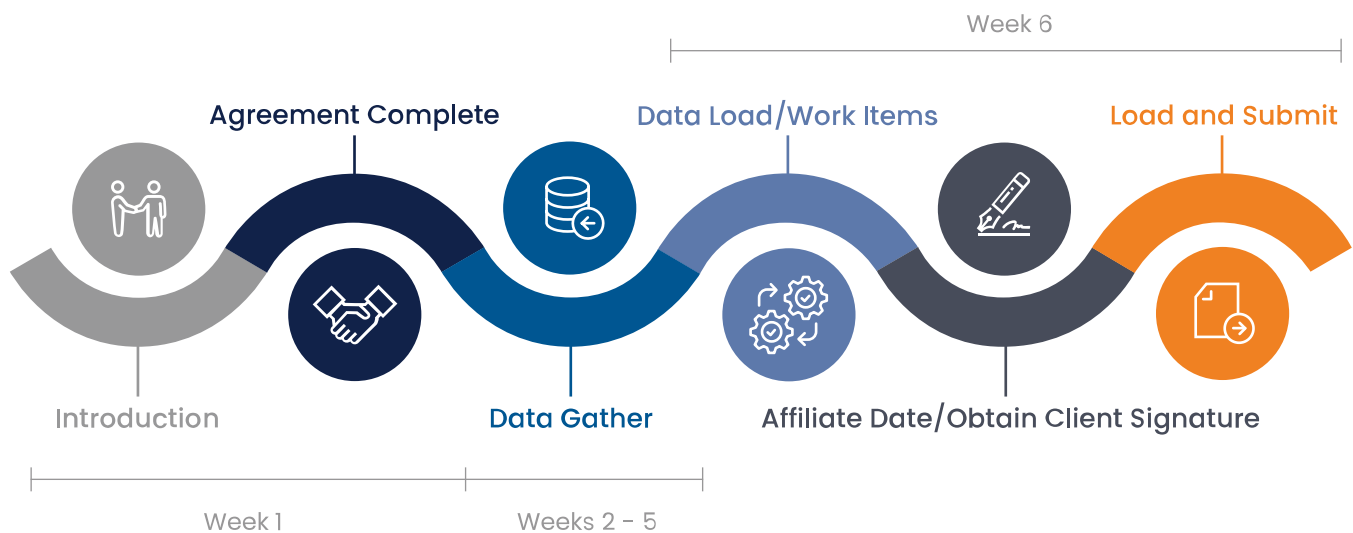 Week 6
Agreement Complete
Data Load/Work Items
Load and Submit
Introduction
Data Gather
Affiliate Date/Obtain Client Signature
Week 1
Weeks 2 - 5